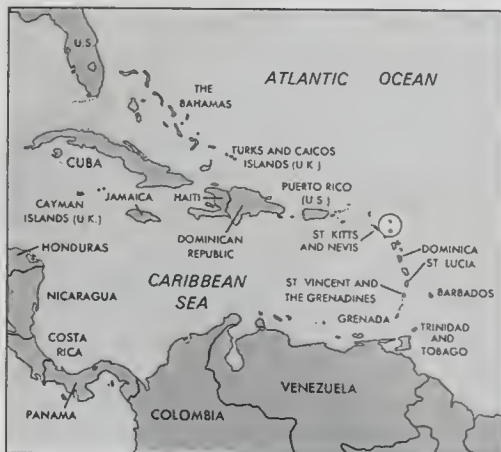 U.S.
ATLANTIC OCEAN
THE
BAHAMAS
TURKS AND CAICOS
ISLANDS (U K.)
CUBA
PUERTO RICO
(U S)
CAYMAN
ISLANDS (U.K.)
JAMAICA
HAITI
ST KITTS
AND NEVIS
DOMINICAN
REPUBLIC
DOMINICA
ST LUCIA
HONDURAS
CARIBBEAN
SEA
ST VINCENT AND
THE GRENADINES
BARBADOS
NICARAGUA
GRENADA
COSTA
RICA
TRINIDAD
AND
TOBAGO
VENEZUELA
PANAMA
COLOMBIA